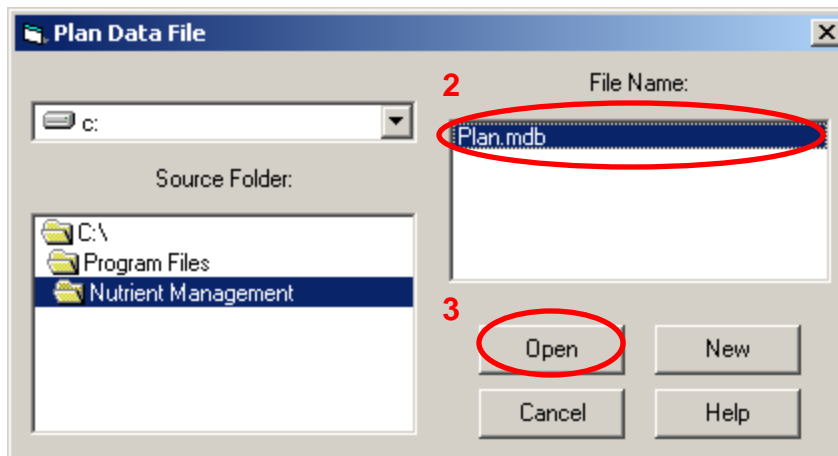 Plan Data File
c:
Source Folder:
C:\
Program Files
Nutrient Management
2
File Name:
Plan.mdb
3
Open
New
Cancel
Help